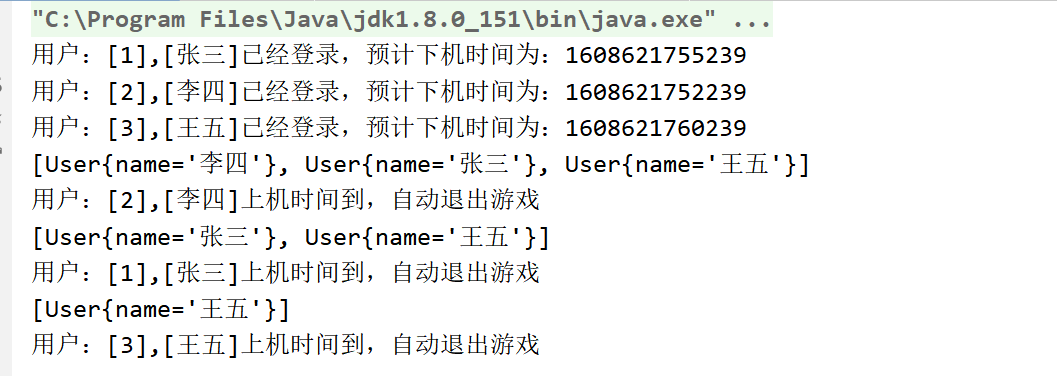 "C:\Program Files\Java\jdk1.8.0_151\bin\java.exe" ...
用户：[1],[张三]已经登录，预计下机时间为：1608621755239
用户：[2],[李四]已经登录，预计下机时间为：1608621752239
用户：[3],[王五]已经登录，预计下机时间为：1608621760239
[User{name='李四'}, User{name='张三'}, User{name='王五'}]
用户：[2],[李四]上机时间到，自动退出游戏
[User{name='张三'}, User{name='王五'}]
用户：[1],[张三]上机时间到，自动退出游戏
[User{name='王五'}]
用户：[3],[王五]上机时间到，自动退出游戏